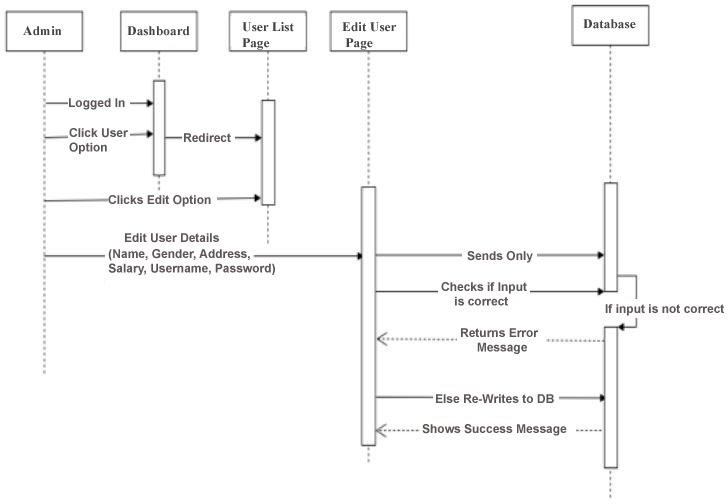 Admin
Dashboard
User List
Page
Edit User
Page
Database
Logged In
Click User
Option
Redirect
Clicks Edit Option
Edit User Details
(Name, Gender, Address,
Salary, Username, Password)
Sends Only
Checks if Input
is correct
If input is not correct
Returns Error
Message
Else Re-Writes to DB
Shows Success Message